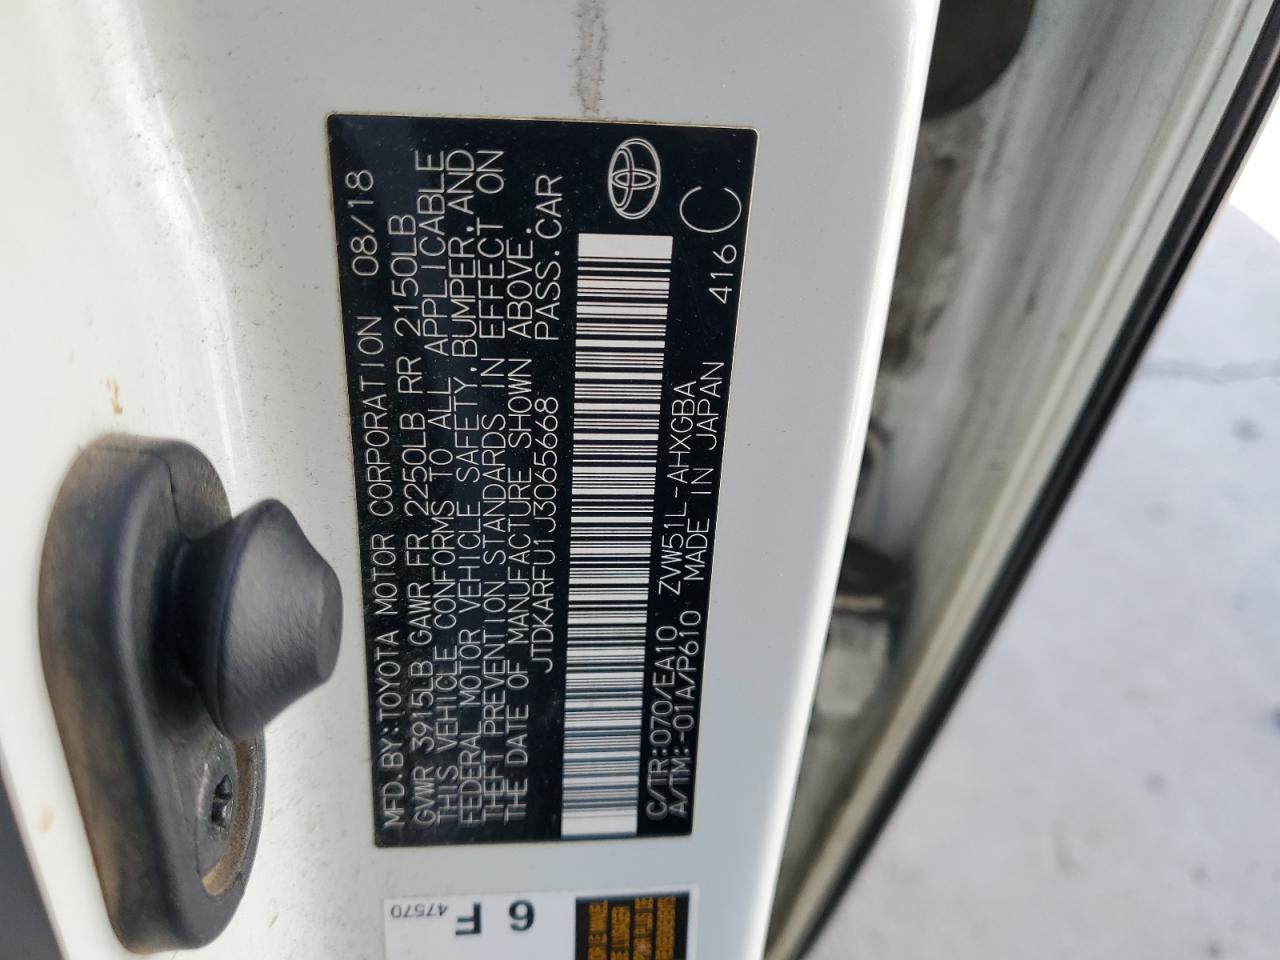 MFD.BY:TOYOTA MOTOR CORPORATION 08/18
GVWR 3915LB GAWR FR 2250LB RR 2150LB
THIS VEHICLE CONFORMS TO ALL APPLICABLE
FEDERAL MOTOR VEHICLE SAFETY,BUMPER,AND
THEFT PREVENTION STANDARDS IN EFFECT ON
THE DATE OF MANUFACTURE SHOWN ABOVE.
JTDKARFU1J3065668 PASS.CAR
C/TR:070/EA10 ZVW51L-AHXGBA 416 C
A/TM:-01A/P610 MADE IN JAPAN
6 F
47570